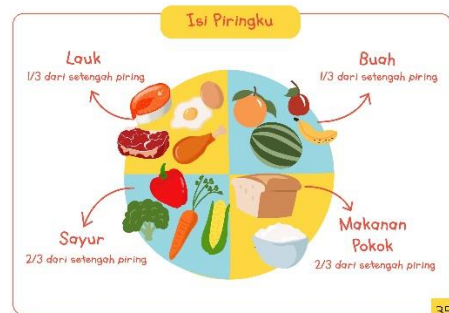 Isi Piringku
Lauk
1/3 dari setengah piring
Buah
1/3 dari setengah piring
Sayur
2/3 dari setengah piring
Makanan
Pokok
2/3 dari setengah piring
35